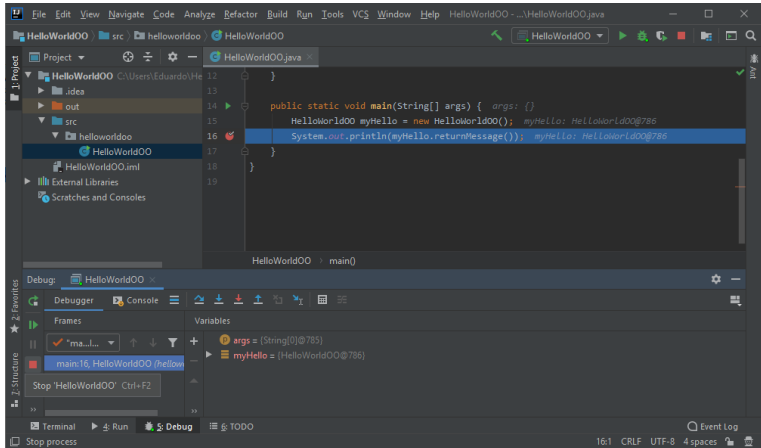 File Edit View Navigate Code Analyze Refactor Build Run Tools VCS Window Help HelloWorldOO - ...\HelloWorldOO.java
HelloWorldOO src helloworldoo HelloWorldOO HelloWorldOO
1: Project
Project
HelloWorldOO.java
Ant
HelloWorldOO C:\Users\Eduardo\He
.idea
out
src
helloworldoo
HelloWorldOO
HelloWorldOO.iml
External Libraries
Scratches and Consoles
12 }
13
14 public static void main(String[] args) { args: {}
15 HelloWorldOO myHello = new HelloWorldOO(); myHello: HelloWorldOO@786
16 System.out.println(myHello.returnMessage()); myHello: HelloWorldOO@786
17 }
18 }
19
HelloWorldOO main()
2: Favorites
7: Structure
Debug: HelloWorldOO
Debugger Console
Frames Variables
"ma...l...
main:16, HelloWorldOO (hellow
args = {String[0]@785}
myHello = {HelloWorldOO@786}
Stop 'HelloWorldOO' Ctrl+F2
Terminal 4: Run 5: Debug 6: TODO Event Log
Stop process 16:1 CRLF UTF-8 4 spaces